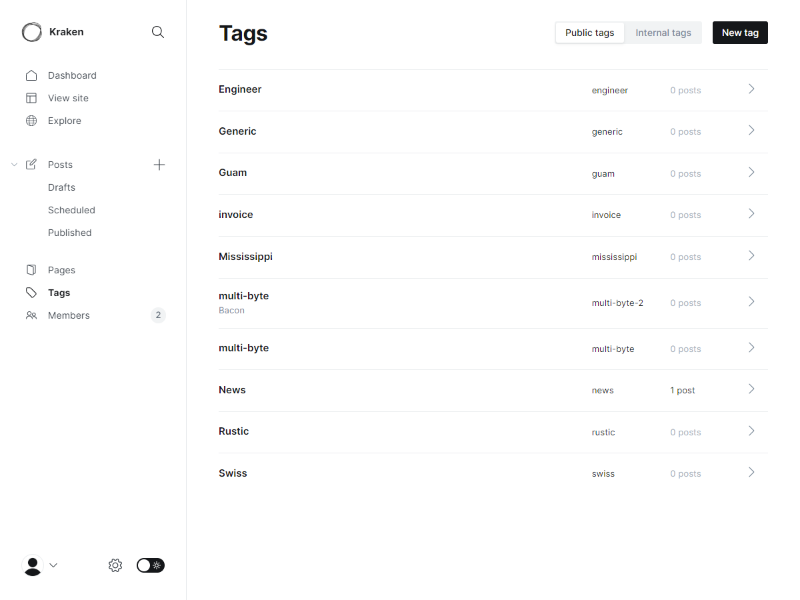 Kraken
Dashboard
View site
Explore
Posts
Drafts
Scheduled
Published
Pages
Tags
Members 2
Tags
Public tags Internal tags New tag
Engineer engineer 0 posts
Generic generic 0 posts
Guam guam 0 posts
invoice invoice 0 posts
Mississippi mississippi 0 posts
multi-byte multi-byte-2 0 posts
Bacon
multi-byte multi-byte 0 posts
News news 1 post
Rustic rustic 0 posts
Swiss swiss 0 posts